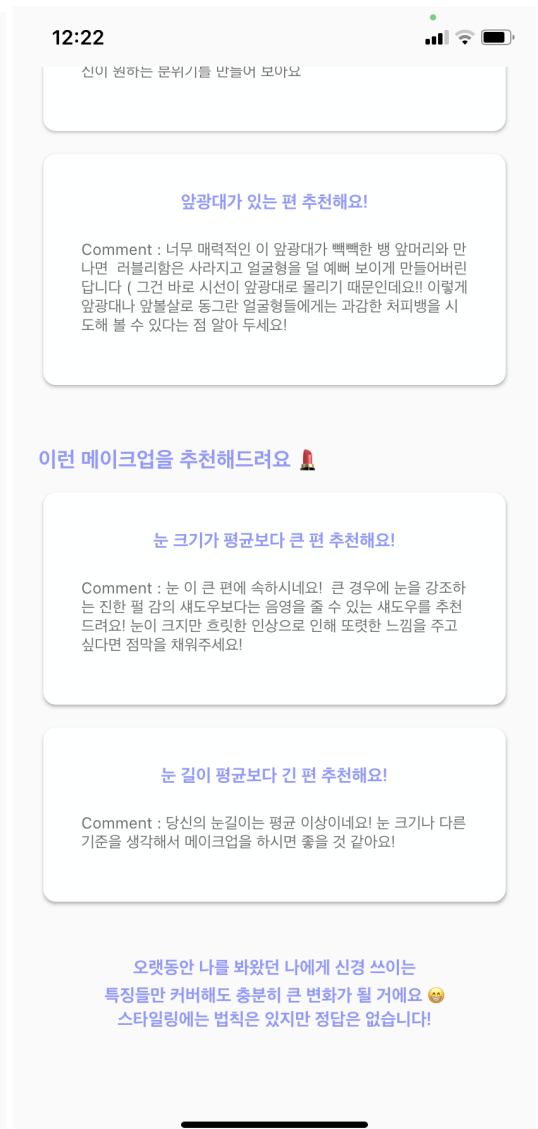 12:22
신이 원하는 분위기를 만들어 보아요
앞광대가 있는 편 추천해요!
Comment : 너무 매력적인 이 앞광대가 빽빽한 뱅 앞머리와 만
나면  러블리함은 사라지고 얼굴형을 덜 예뻐 보이게 만들어버린
답니다 ( 그건 바로 시선이 앞광대로 몰리기 때문인데요!! 이렇게
앞광대나 앞볼살로 동그란 얼굴형들에게는 과감한 처피뱅을 시
도해 볼 수 있다는 점 알아 두세요!
이런 메이크업을 추천해드려요 💄
눈 크기가 평균보다 큰 편 추천해요!
Comment : 눈 이 큰 편에 속하시네요!  큰 경우에 눈을 강조하
는 진한 펄 감의 섀도우보다는 음영을 줄 수 있는 섀도우를 추천
드려요! 눈이 크지만 흐릿한 인상으로 인해 또렷한 느낌을 주고
싶다면 점막을 채워주세요!
눈 길이 평균보다 긴 편 추천해요!
Comment : 당신의 눈길이는 평균 이상이네요! 눈 크기나 다른
기준을 생각해서 메이크업을 하시면 좋을 것 같아요!
오랫동안 나를 봐왔던 나에게 신경 쓰이는
특징들만 커버해도 충분히 큰 변화가 될 거에요 😁
스타일링에는 법칙은 있지만 정답은 없습니다!